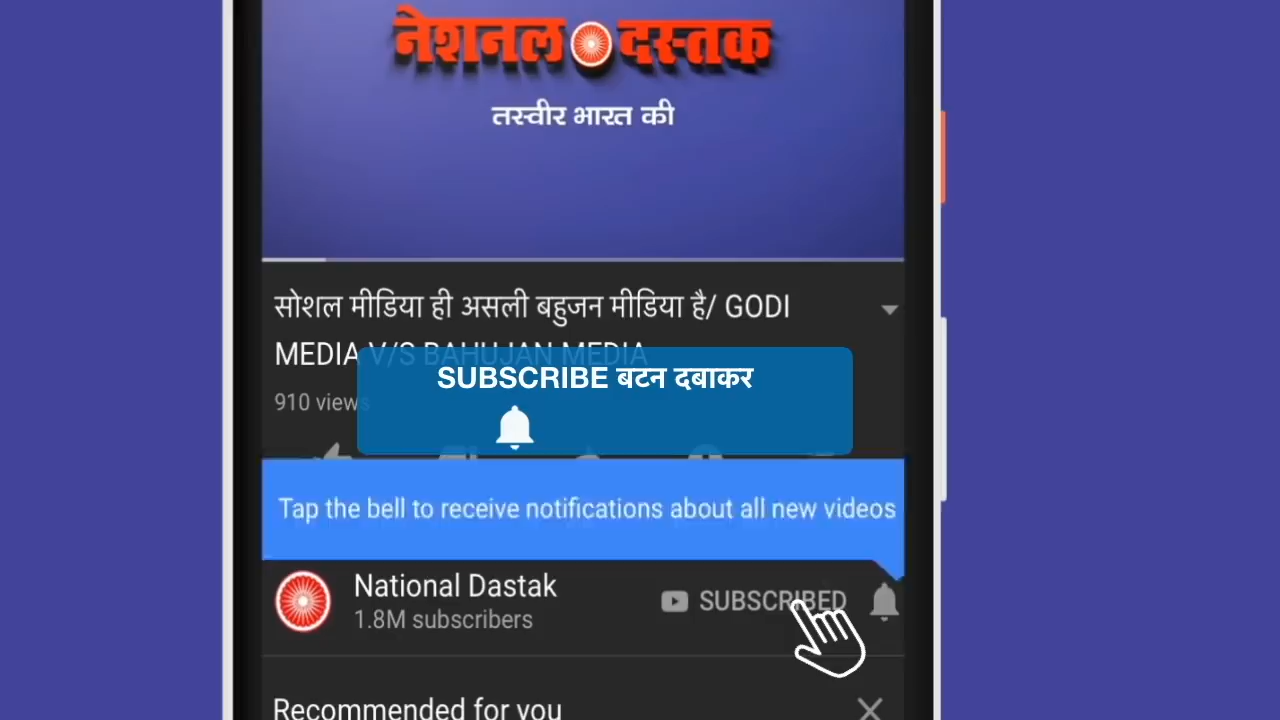 नेशनल दस्तक
तस्वीर भारत की
सोशल मीडिया ही असली बहुजन मीडिया है/ GODI
MEDIA V/S BAHUJAN MEDIA
910 views
SUBSCRIBE बटन दबाकर
Tap the bell to receive notifications about all new videos
National Dastak
1.8M subscribers
SUBSCRIBED
Recommended for you